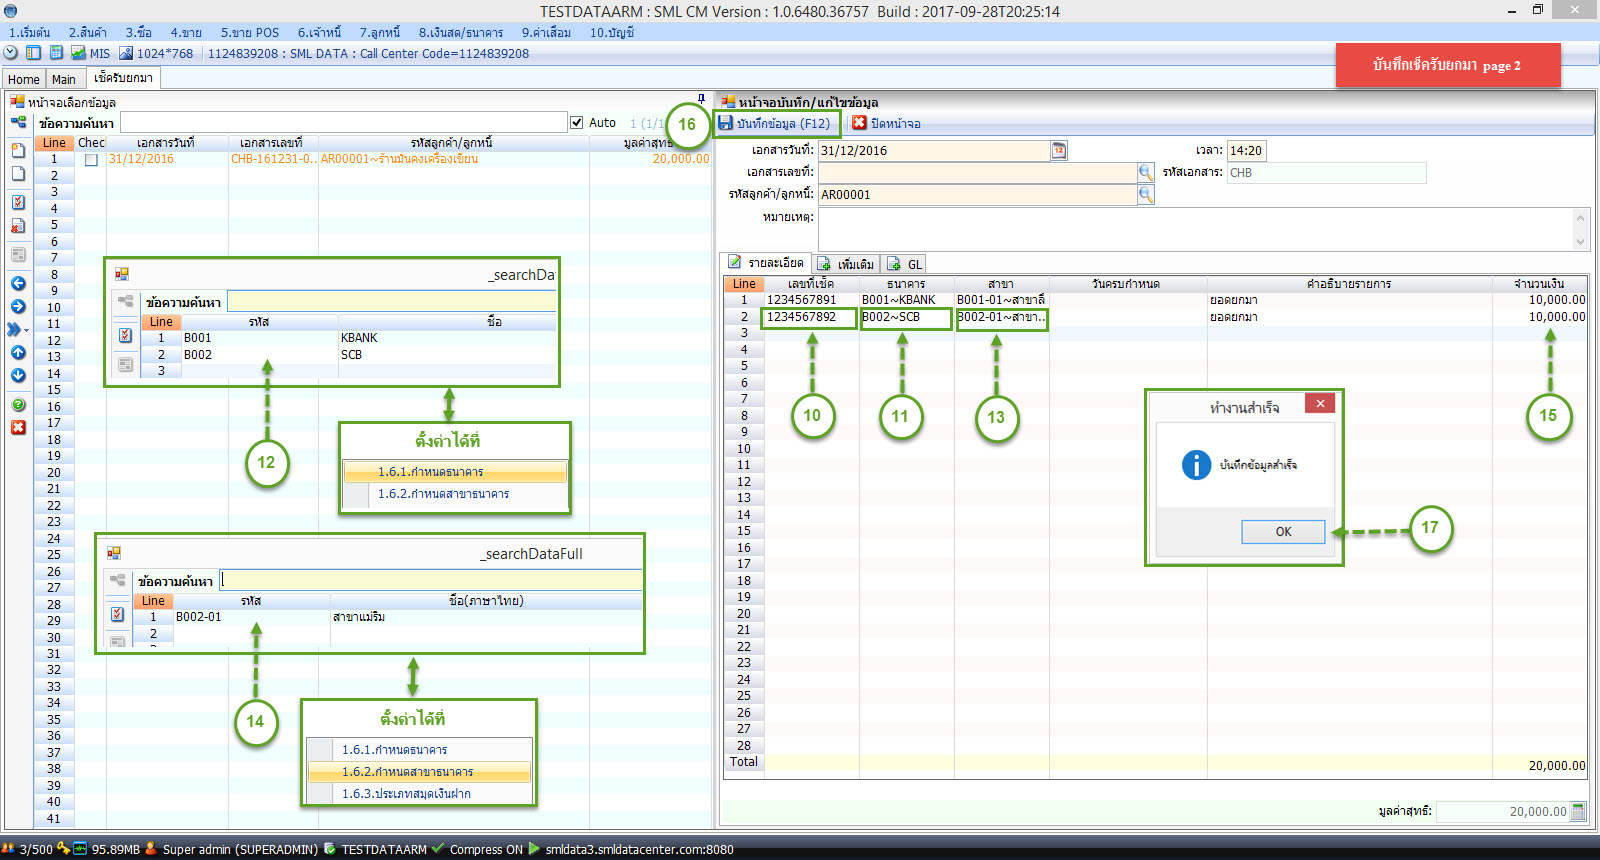 TESTDATAARM : SML CM Version : 1.0.6480.36757  Build : 2017-09-28T20:25:14
1.เริ่มต้น 2.สินค้า 3.ซื้อ 4.ขาย 5.ขาย POS 6.เจ้าหนี้ 7.ลูกหนี้ 8.เงินสด/ธนาคาร 9.ค่าเสื่อม 10.บัญชี
MIS 1024*768 1124839208 : SML DATA : Call Center Code=1124839208
บันทึกเช็ครับยกมา page 2
Home Main เช็ครับยกมา
หน้าจอเลือกข้อมูล
ข้อความค้นหา Auto 1 (1/1
Line Chec เอกสารวันที่ เอกสารเลขที่ รหัสลูกค้า/ลูกหนี้ มูลค่าสุทธิ
1 31/12/2016 CHB-161231-0.. AR00001~ร้านมั่นคงเครื่องเขียน 20,000.00
2
3
4
5
6
7
8
9
10
11
12
13
14
15
16
17
18
19
20
21
22
23
24
25
26
27
28
29
30
31
32
33
34
35
36
37
38
39
40
41
_searchDat
ข้อความค้นหา
Line รหัส ชื่อ
1 B001 KBANK
2 B002 SCB
3
12
ตั้งค่าได้ที่
1.6.1.กำหนดธนาคาร
1.6.2.กำหนดสาขาธนาคาร
_searchDataFull
ข้อความค้นหา
Line รหัส ชื่อ(ภาษาไทย)
1 B002-01 สาขาแม่ริม
2
14
ตั้งค่าได้ที่
1.6.1.กำหนดธนาคาร
1.6.2.กำหนดสาขาธนาคาร
1.6.3.ประเภทสมุดเงินฝาก
หน้าจอบันทึก/แก้ไขข้อมูล
16 บันทึกข้อมูล (F12) ปิดหน้าจอ
เอกสารวันที่: 31/12/2016 12 เวลา: 14:20
เอกสารเลขที่: รหัสเอกสาร: CHB
รหัสลูกค้า/ลูกหนี้: AR00001
หมายเหตุ:
รายละเอียด เพิ่มเติม GL
Line เลขที่เช็ค ธนาคาร สาขา วันครบกำหนด คำอธิบายรายการ จำนวนเงิน
1 1234567891 B001~KBANK B001-01~สาขาลี้ ยอดยกมา 10,000.00
2 1234567892 B002~SCB B002-01~สาขา.. ยอดยกมา 10,000.00
3
4
5
6
7
8
9
10
11
12
13
14
15
16
17
18
19
20
21
22
23
24
25
26
27
28
Total 20,000.00
10
11
13
15
ทำงานสำเร็จ
บันทึกข้อมูลสำเร็จ
OK
17
มูลค่าสุทธิ: 20,000.00
3/500 95.89MB Super admin (SUPERADMIN) TESTDATAARM Compress ON smldata3.smldatacenter.com:8080